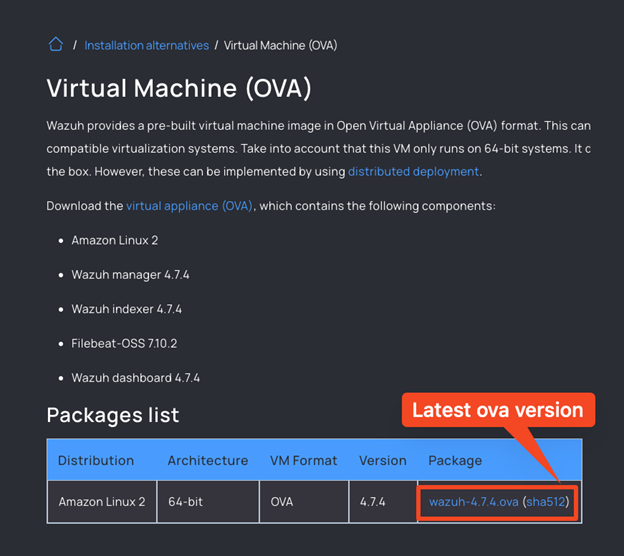 / Installation alternatives / Virtual Machine (OVA)
Virtual Machine (OVA)
Wazuh provides a pre-built virtual machine image in Open Virtual Appliance (OVA) format. This can
compatible virtualization systems. Take into account that this VM only runs on 64-bit systems. It c
the box. However, these can be implemented by using distributed deployment.
Download the virtual appliance (OVA), which contains the following components:
• Amazon Linux 2
• Wazuh manager 4.7.4
• Wazuh indexer 4.7.4
• Filebeat-OSS 7.10.2
• Wazuh dashboard 4.7.4
Packages list
Latest ova version
Distribution Architecture VM Format Version Package
Amazon Linux 2 64-bit OVA 4.7.4 wazuh-4.7.4.ova (sha512)